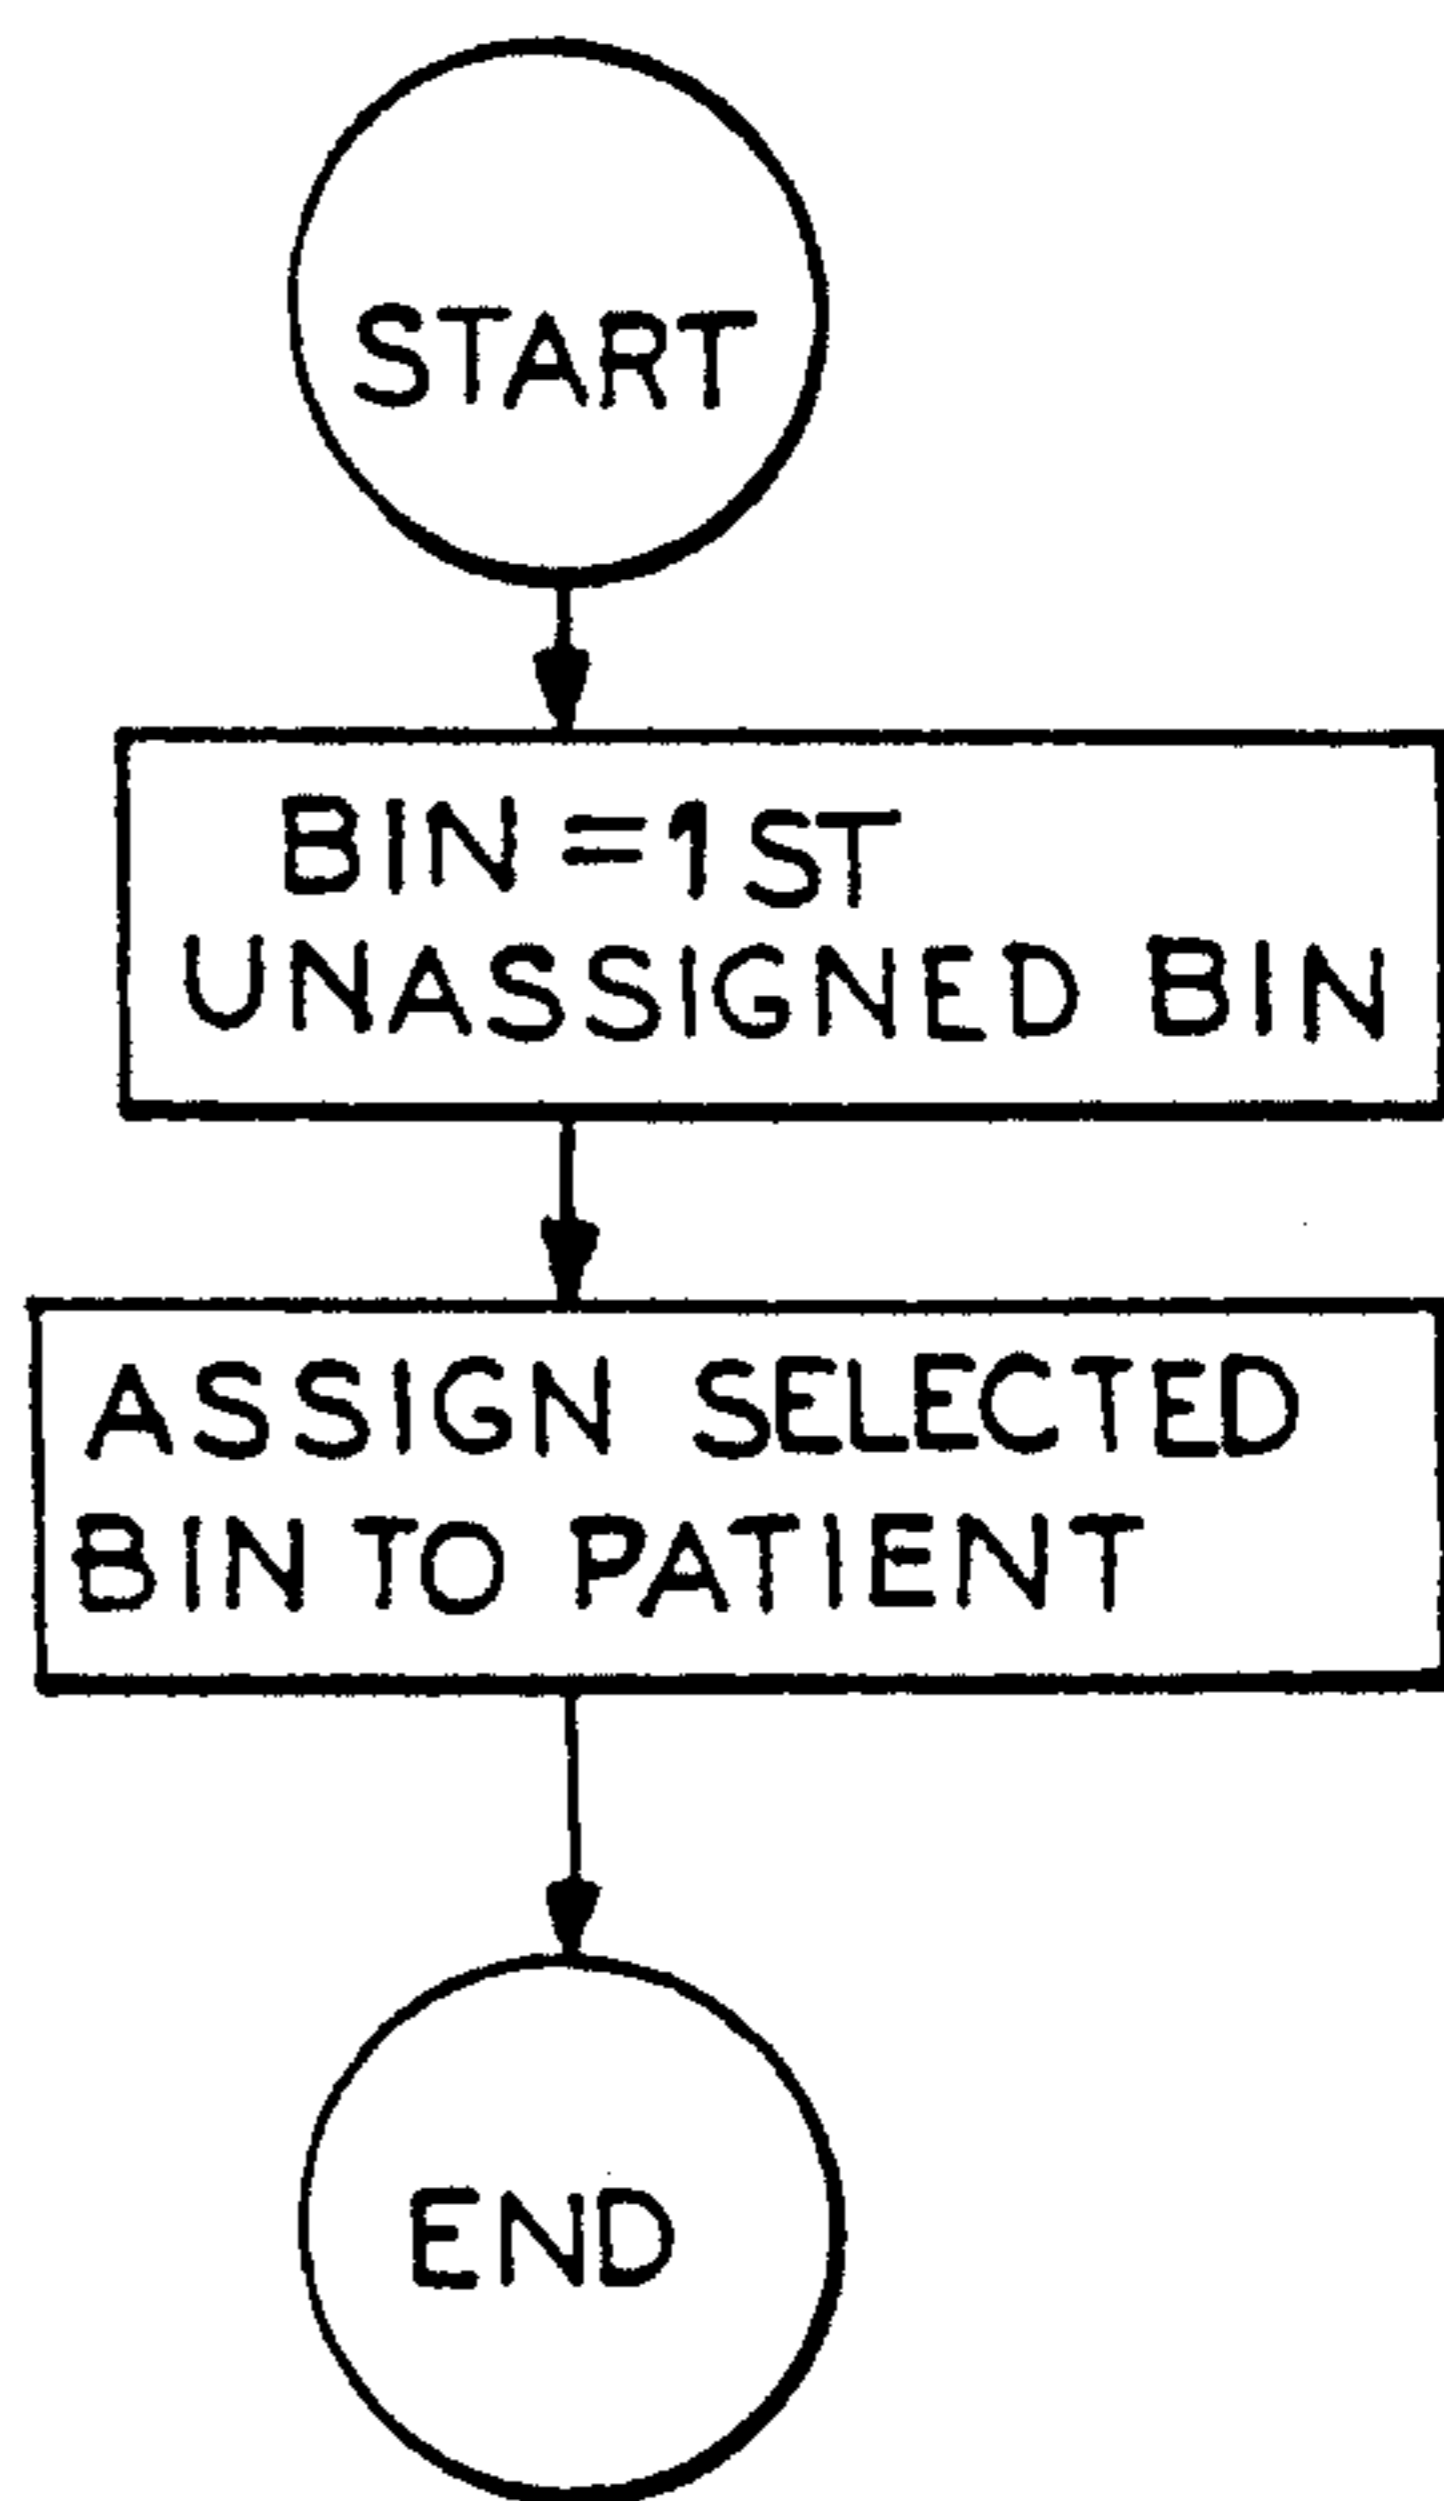 START
BIN = 1ST
UNASSIGNED BIN
ASSIGN SELECTED
BIN TO PATIENT
END